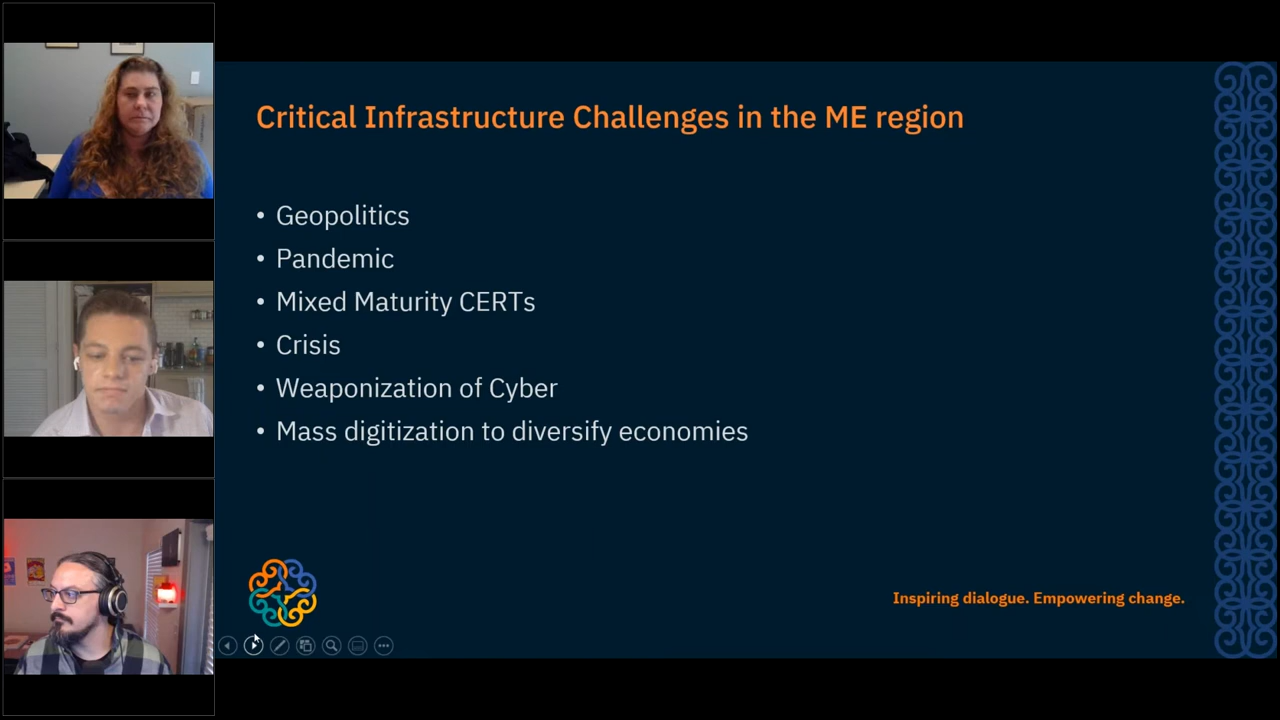 Critical Infrastructure Challenges in the ME region
• Geopolitics
• Pandemic
• Mixed Maturity CERTs
• Crisis
• Weaponization of Cyber
• Mass digitization to diversify economies
Inspiring dialogue. Empowering change.